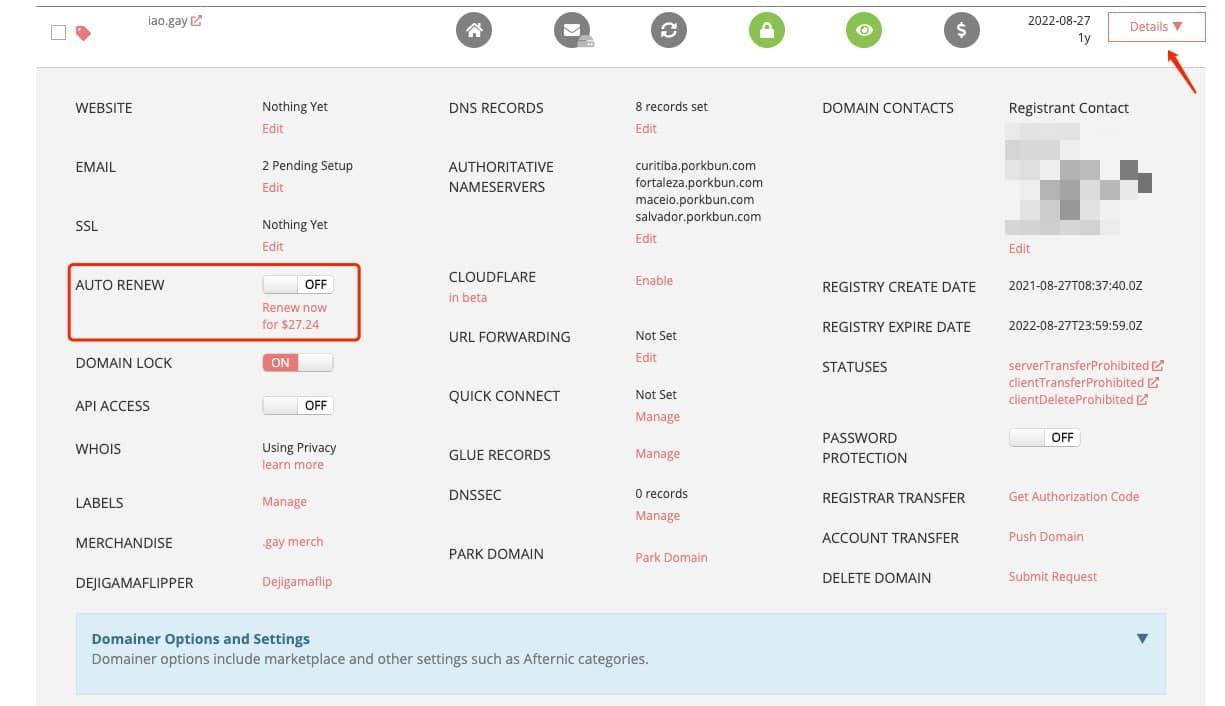 iao.gay
2022-08-27
1y
Details ▼
WEBSITE
Nothing Yet
Edit
EMAIL
2 Pending Setup
Edit
SSL
Nothing Yet
Edit
AUTO RENEW
OFF
Renew now
for $27.24
DOMAIN LOCK
ON
API ACCESS
OFF
WHOIS
Using Privacy
learn more
LABELS
Manage
MERCHANDISE
.gay merch
DEJIGAMAFLIPPER
Dejigamaflip
DNS RECORDS
8 records set
Edit
AUTHORITATIVE
NAMESERVERS
curitiba.porkbun.com
fortaleza.porkbun.com
maceio.porkbun.com
salvador.porkbun.com
Edit
CLOUDFLARE
in beta
Enable
URL FORWARDING
Not Set
Edit
QUICK CONNECT
Not Set
Manage
GLUE RECORDS
Manage
DNSSEC
0 records
Manage
PARK DOMAIN
Park Domain
DOMAIN CONTACTS
Registrant Contact
Edit
REGISTRY CREATE DATE
2021-08-27T08:37:40.0Z
REGISTRY EXPIRE DATE
2022-08-27T23:59:59.0Z
STATUSES
serverTransferProhibited
clientTransferProhibited
clientDeleteProhibited
PASSWORD
PROTECTION
OFF
REGISTRAR TRANSFER
Get Authorization Code
ACCOUNT TRANSFER
Push Domain
DELETE DOMAIN
Submit Request
Domainer Options and Settings
Domainer options include marketplace and other settings such as Afternic categories.